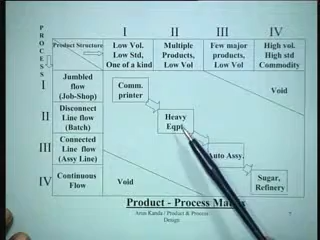 I II III IV
PROCESS
Product Structure
Low Vol.
Low Std,
One of a kind
Multiple
Products,
Low Vol
Few major
products,
Low Vol
High vol.
High std
Commodity
I
Jumbled
flow
(Job-Shop)
Comm.
printer
Void
II
Disconnect
Line flow
(Batch)
Heavy
Eqpt.
III
Connected
Line flow
(Assy Line)
Auto Assy.
IV
Continuous
Flow
Void
Sugar.
Refinery
Product - Process
Arun Kanda / Product & Process
Design